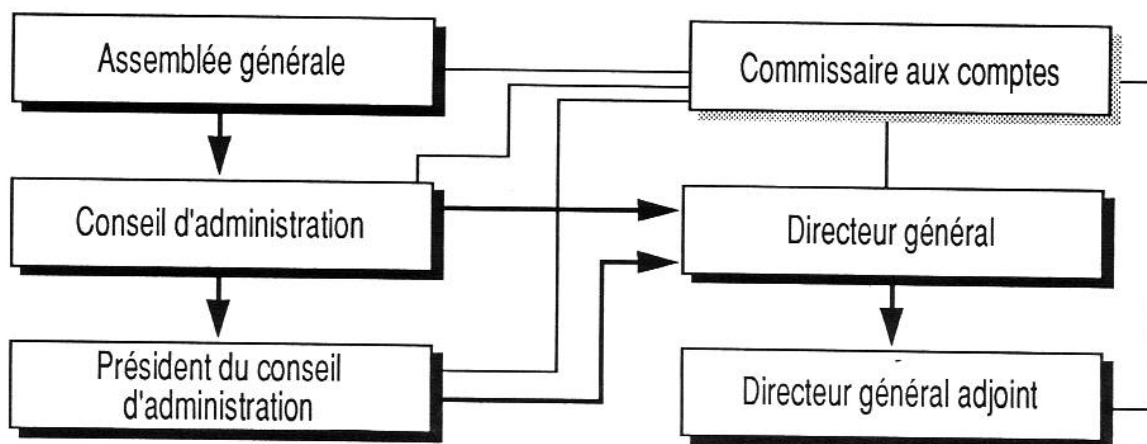 Assemblée générale
Commissaire aux comptes
Conseil d'administration
Directeur général
Président du conseil
d'administration
Directeur général adjoint